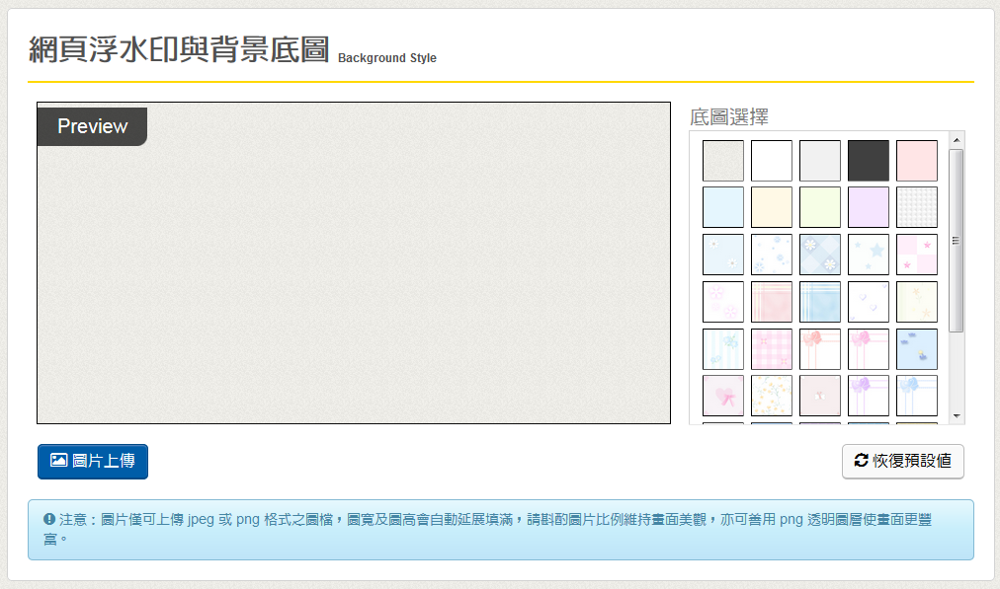 網頁浮水印與背景底圖 Background Style
Preview
底圖選擇
圖片上傳
恢復預設值
注意：圖片僅可上傳 jpeg 或 png 格式之圖檔，圖寬及圖高會自動延展填滿，請斟酌圖片比例維持畫面美觀，亦可善用 png 透明圖層使畫面更豐
富。